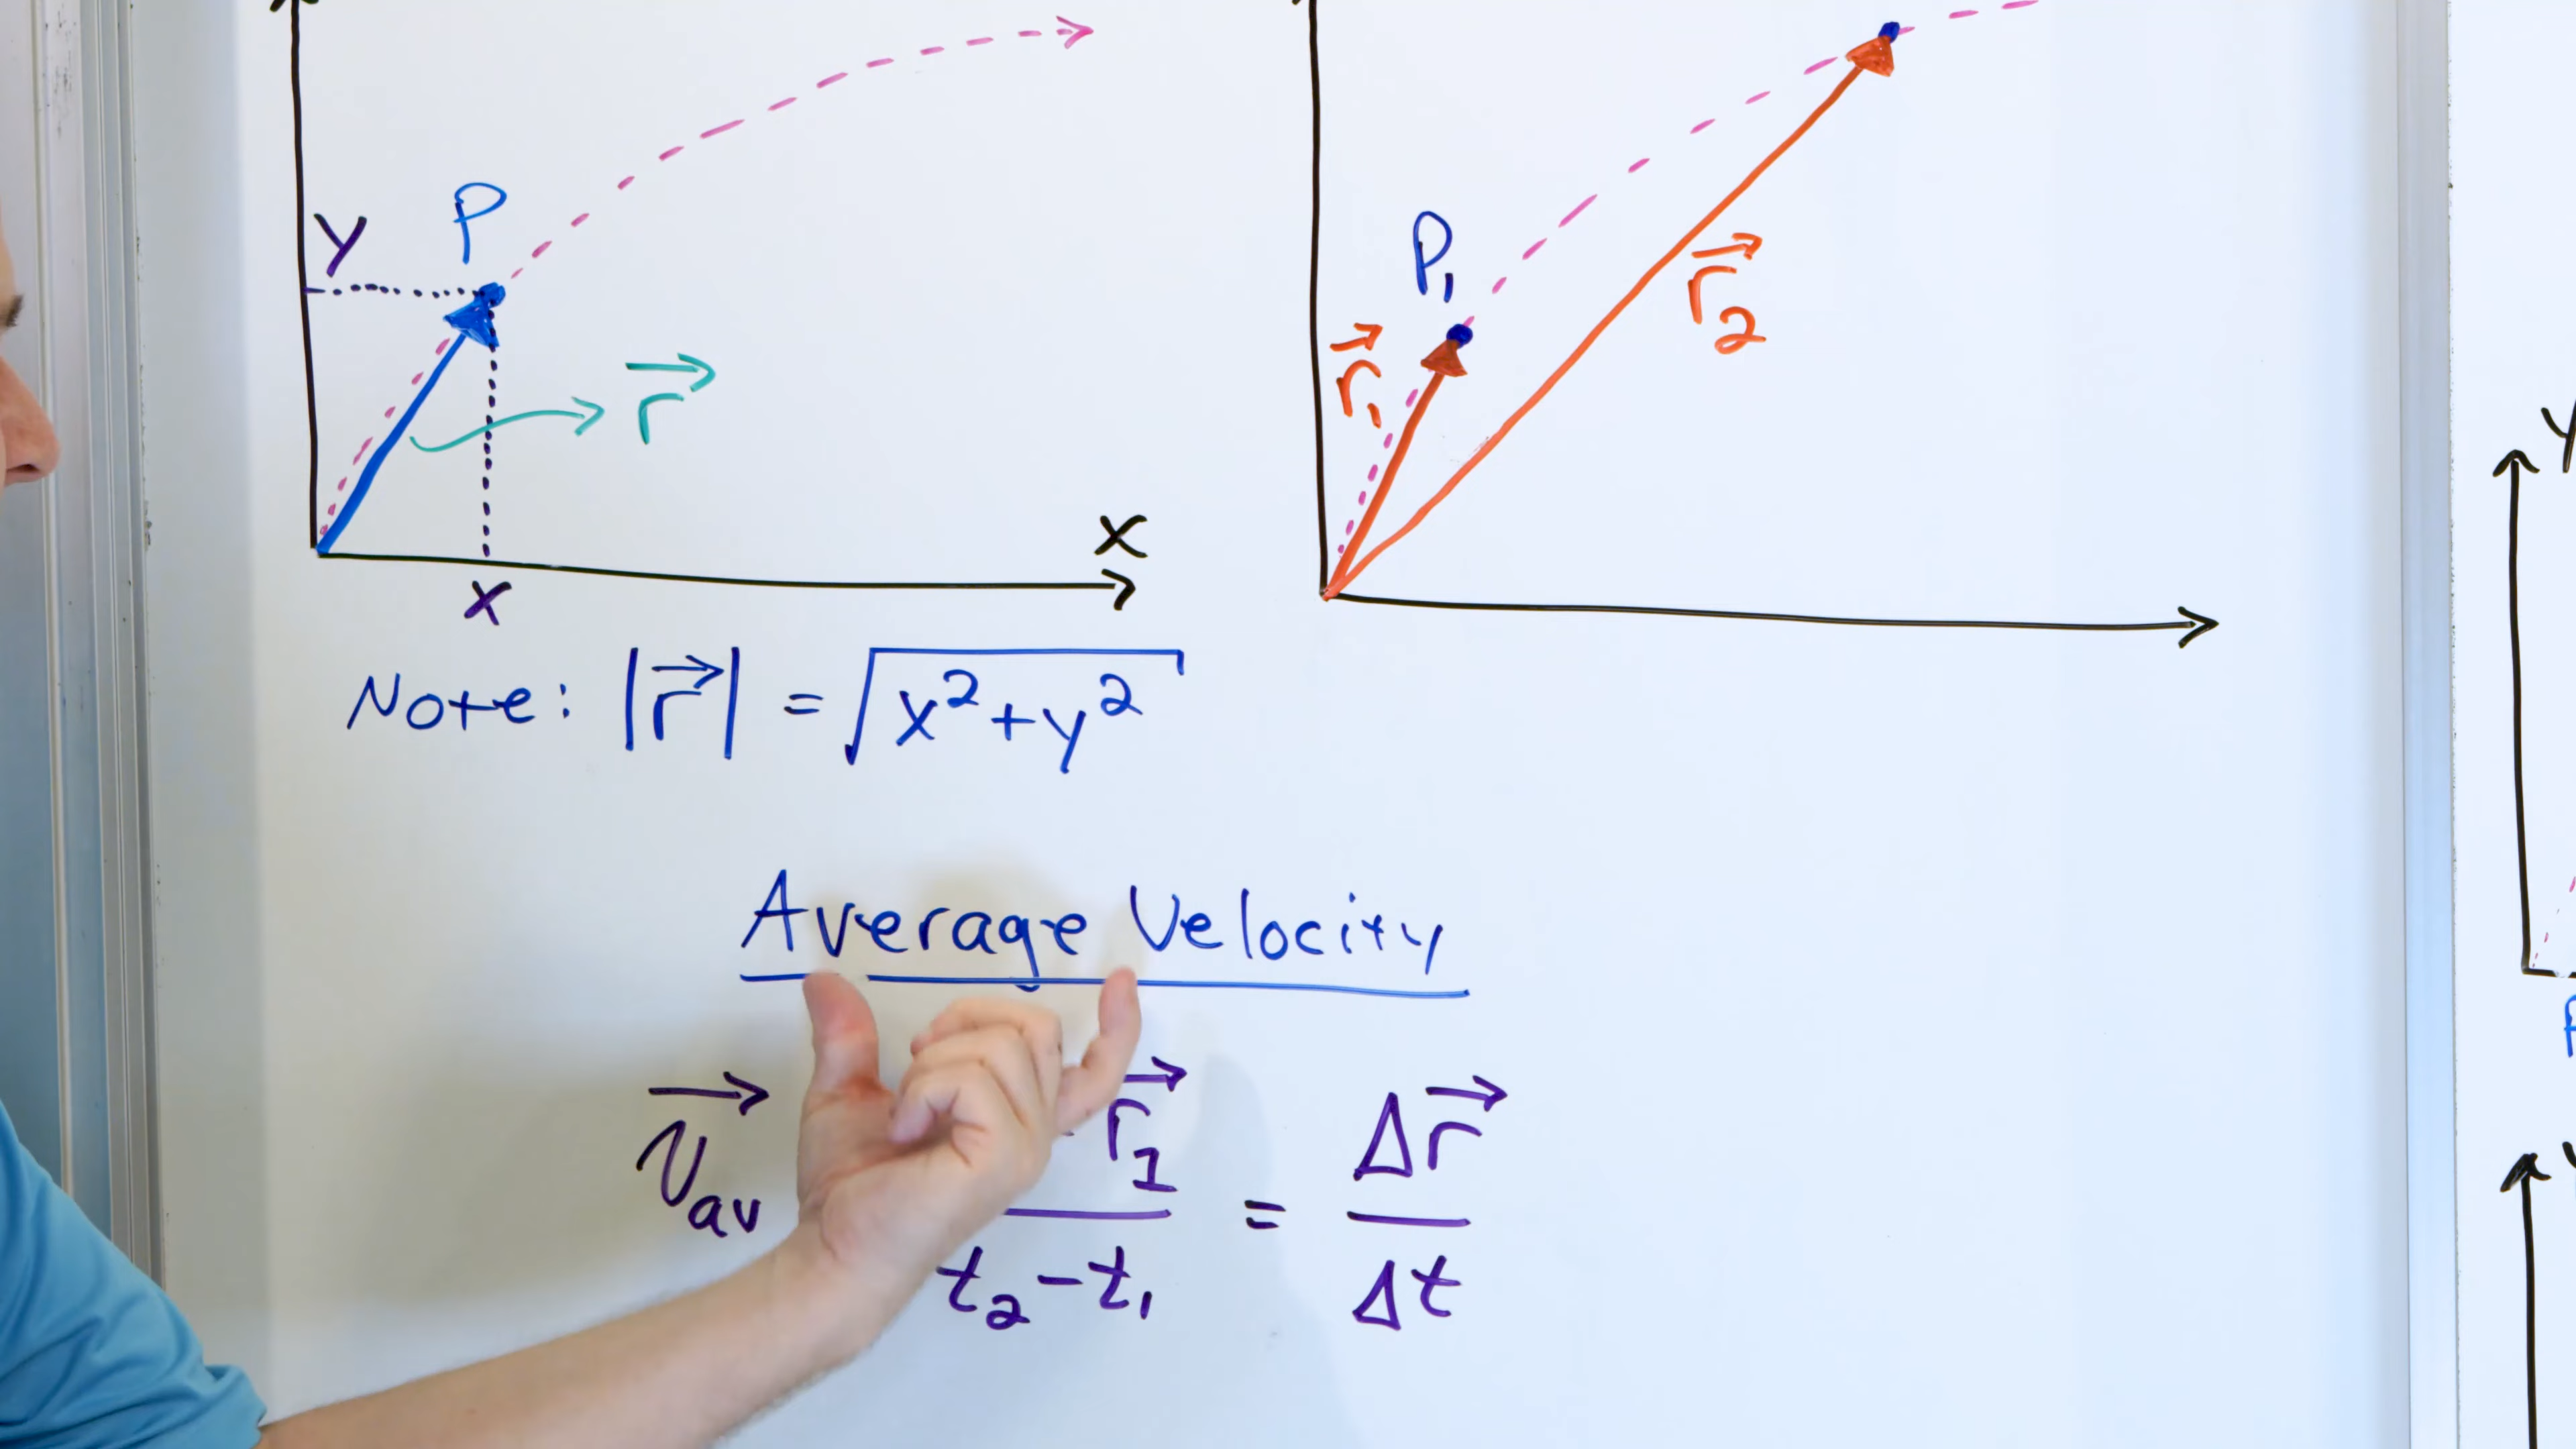 y
P
r⃗
x
x
P₁
r⃗₁
r⃗₂
Note: |r⃗| = √(x²+y²)
Average Velocity
v⃗av - r⃗₁ / t₂-t₁ = Δr⃗ / Δt
y